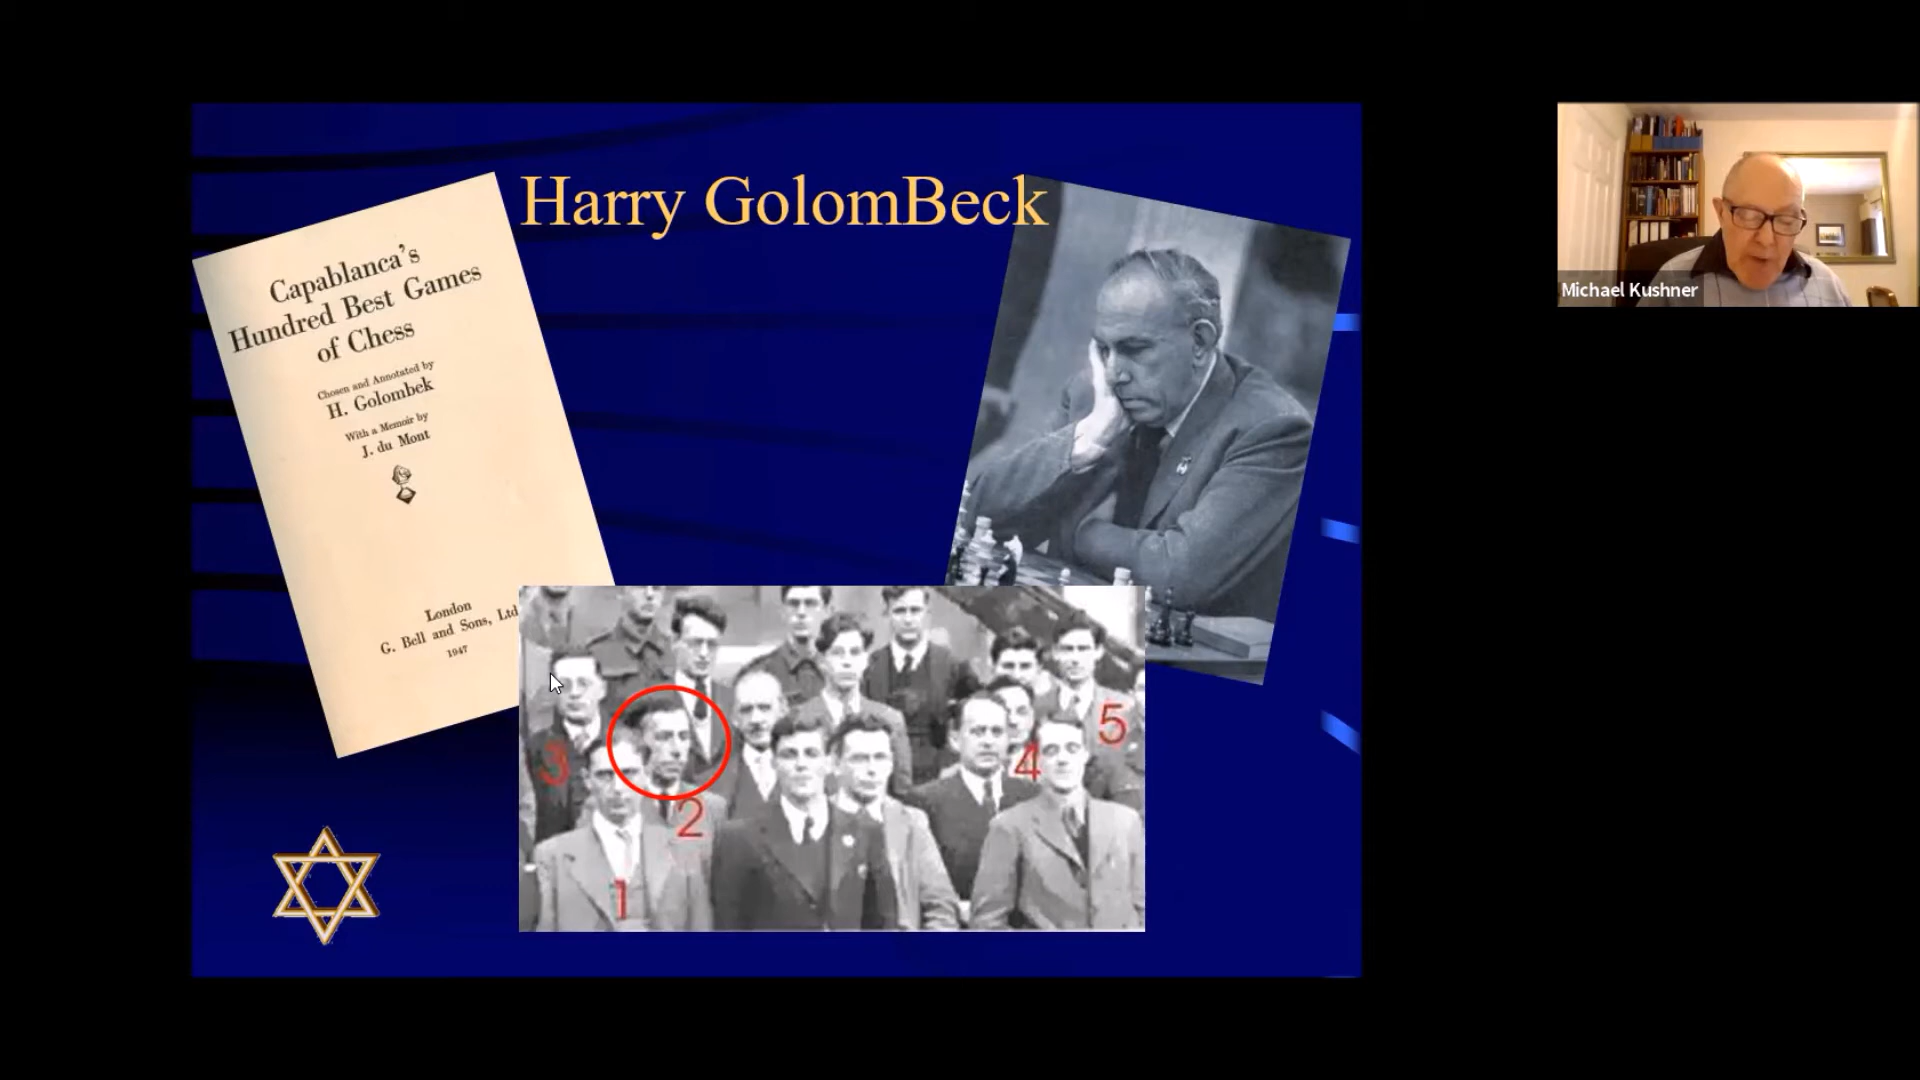 Harry GolomBeck
Capablanca's
Hundred Best Games
of Chess
Chosen and Annotated by
H. Golombek
With a Memoir by
J. du Mont
London
G. Bell and Sons, Ltd
1947
3
2
1
4
5
Michael Kushner